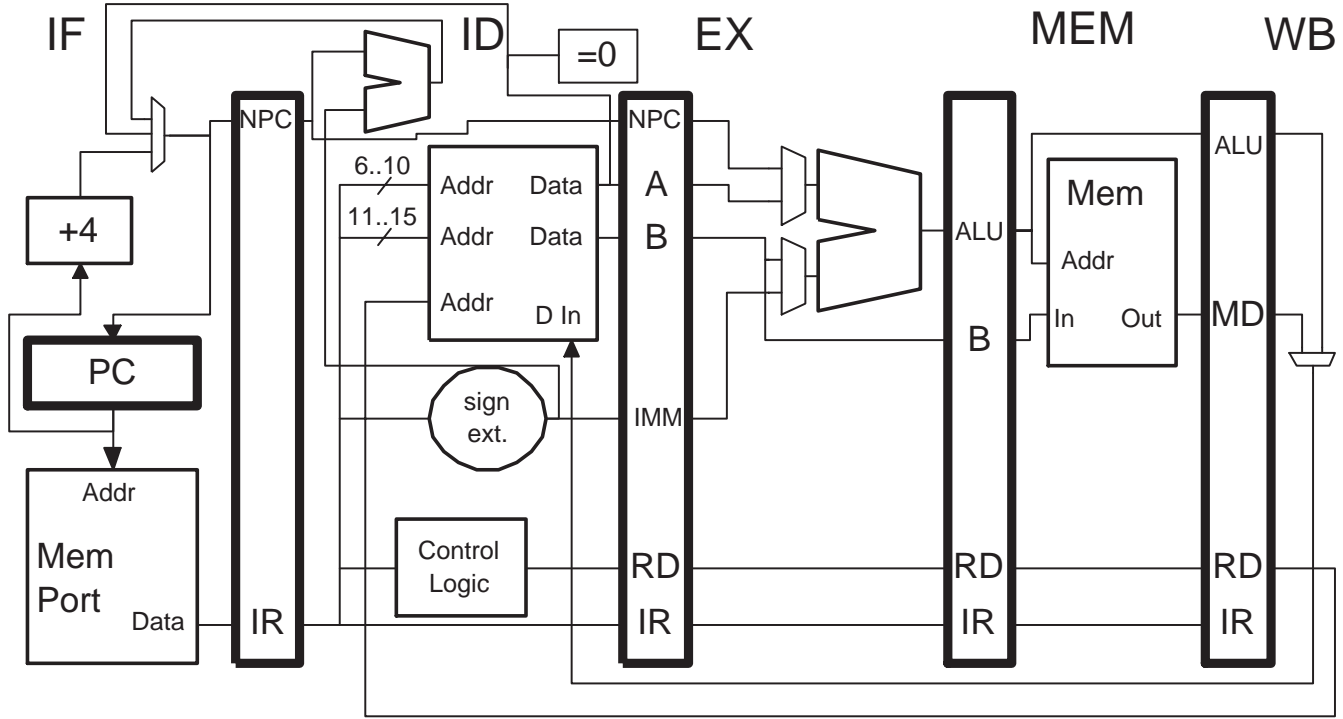 IF
ID
EX
MEM
WB
=0
NPC
NPC
6..10
Addr
Data
A
ALU
Mem
11..15
Addr
Data
B
ALU
+4
Addr
Addr
D In
In
Out
MD
B
PC
sign
ext.
IMM
Addr
Mem
Port
Data
Control
Logic
RD
RD
RD
IR
IR
IR
IR